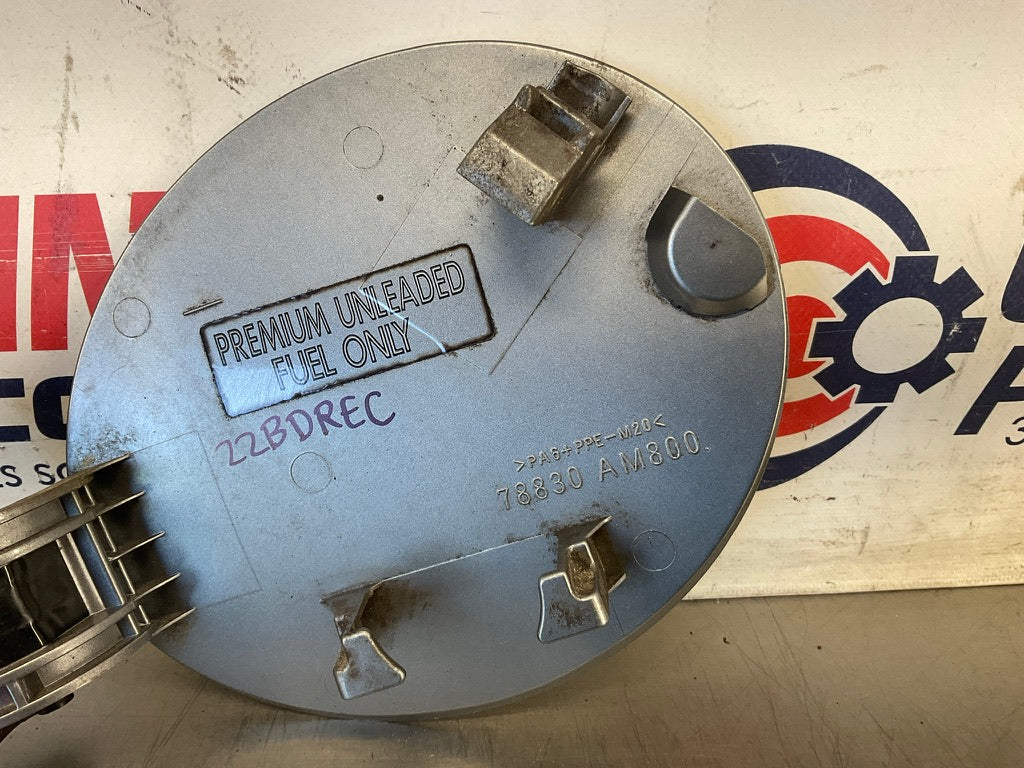 PREMIUM UNLEADED
FUEL ONLY
22BDREC
>PA6+PPE-M20<
78830 AM800.